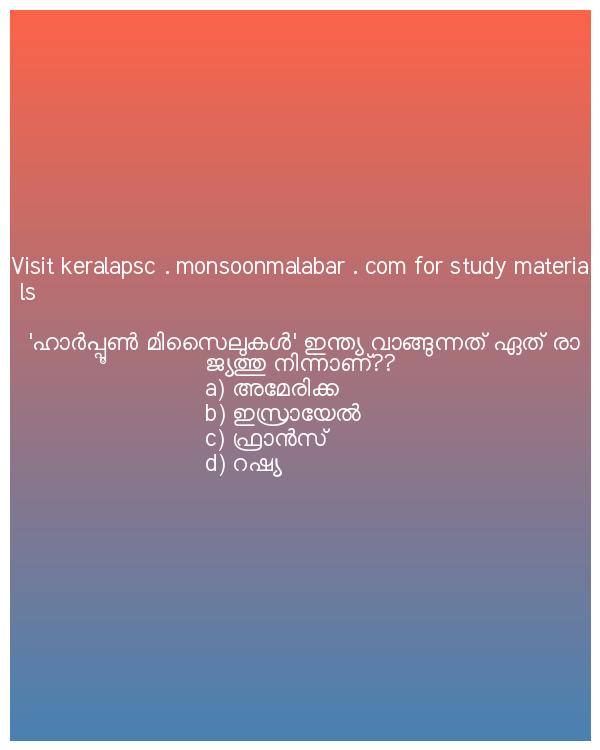 Visit keralapsc . monsoonmalabar . com for study materia
ls
'ഹാർപ്പൂൺ മിസൈലുകൾ' ഇന്ത്യ വാങ്ങുന്നത് ഏത് രാ
ജ്യത്തു നിന്നാണ്??
a) അമേരിക്ക
b) ഇസ്രായേൽ
c) ഫ്രാൻസ്
d) റഷ്യ